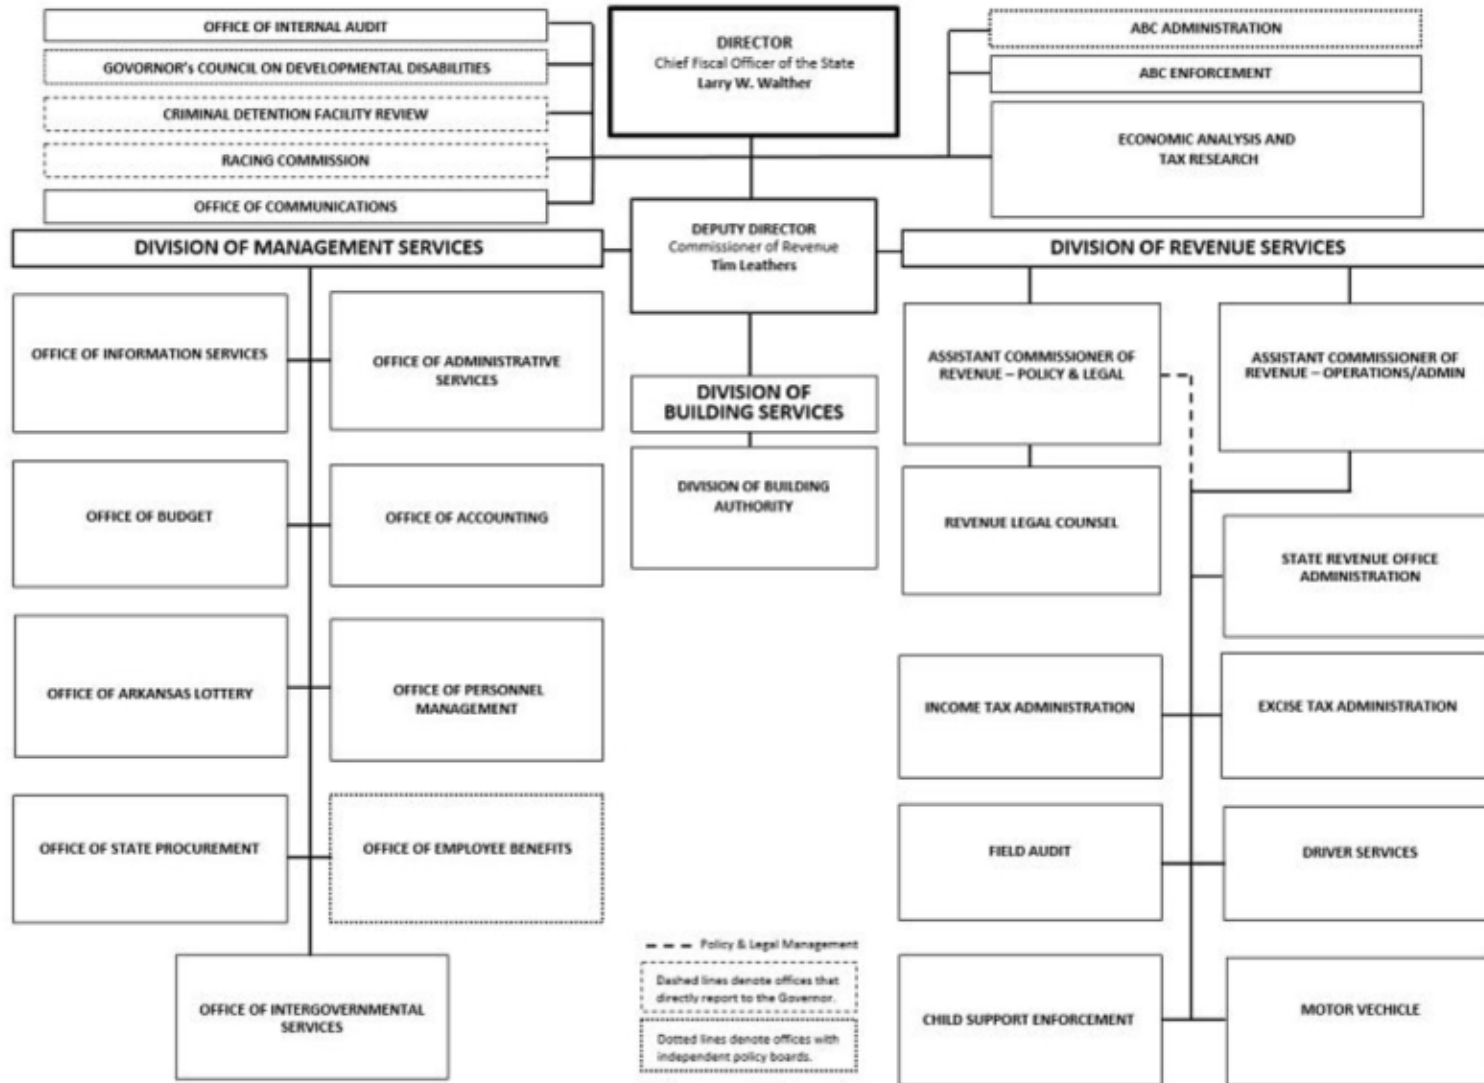 OFFICE OF INTERNAL AUDIT
GOVORNOR's COUNCIL ON DEVELOPMENTAL DISABILITIES
CRIMINAL DETENTION FACILITY REVIEW
RACING COMMISSION
OFFICE OF COMMUNICATIONS
DIRECTOR
Chief Fiscal Officer of the State
Larry W. Walther
ABC ADMINISTRATION
ABC ENFORCEMENT
ECONOMIC ANALYSIS AND
TAX RESEARCH
DEPUTY DIRECTOR
Commissioner of Revenue
Tim Leathers
DIVISION OF MANAGEMENT SERVICES
OFFICE OF INFORMATION SERVICES
OFFICE OF ADMINISTRATIVE
SERVICES
OFFICE OF BUDGET
OFFICE OF ACCOUNTING
OFFICE OF ARKANSAS LOTTERY
OFFICE OF PERSONNEL
MANAGEMENT
OFFICE OF STATE PROCUREMENT
OFFICE OF EMPLOYEE BENEFITS
OFFICE OF INTERGOVERNMENTAL
SERVICES
DIVISION OF
BUILDING SERVICES
DIVISION OF BUILDING
AUTHORITY
DIVISION OF REVENUE SERVICES
ASSISTANT COMMISSIONER OF
REVENUE – POLICY & LEGAL
ASSISTANT COMMISSIONER OF
REVENUE – OPERATIONS/ADMIN
REVENUE LEGAL COUNSEL
STATE REVENUE OFFICE
ADMINISTRATION
INCOME TAX ADMINISTRATION
EXCISE TAX ADMINISTRATION
FIELD AUDIT
DRIVER SERVICES
CHILD SUPPORT ENFORCEMENT
MOTOR VECHICLE
Policy & Legal Management
Dashed lines denote offices that
directly report to the Governor.
Dotted lines denote offices with
independent policy boards.